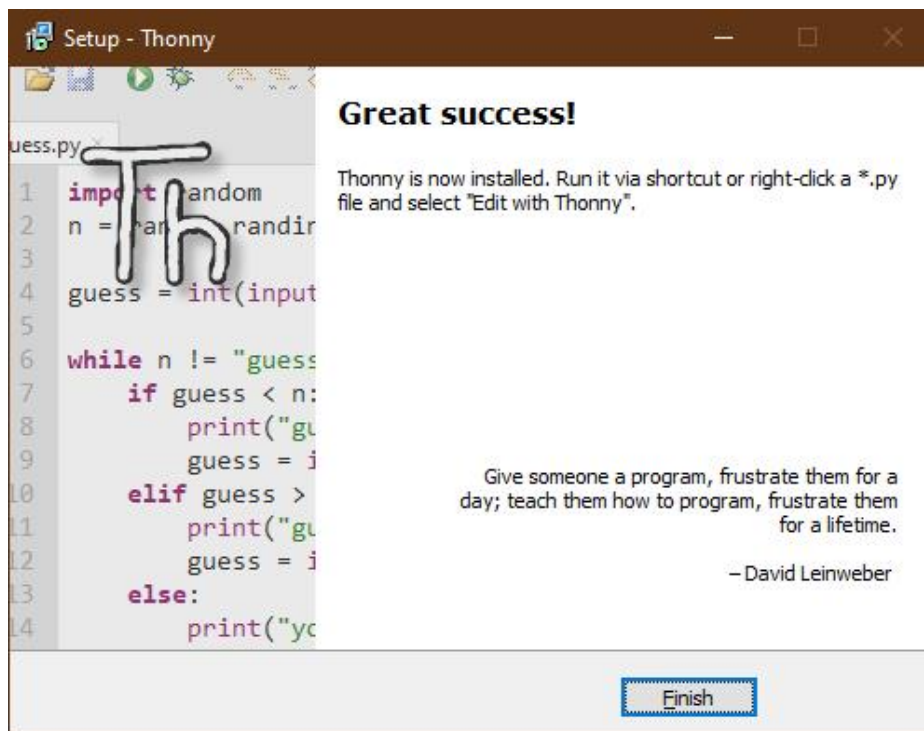 Setup - Thonny
uess.py ×
Th
1 import random
2 n = ran randin
3
4 guess = int(input
5
6 while n != "guess
7 if guess < n:
8 print("gu
9 guess = i
10 elif guess >
11 print("gu
12 guess = i
13 else:
14 print("yo
Great success!
Thonny is now installed. Run it via shortcut or right-click a *.py
file and select "Edit with Thonny".
Give someone a program, frustrate them for a
day; teach them how to program, frustrate them
for a lifetime.
– David Leinweber
Finish